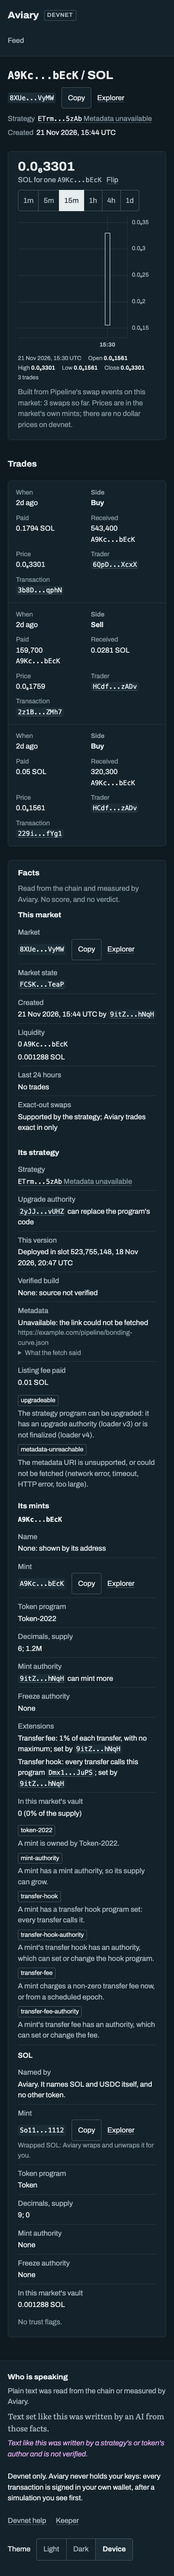 Aviary DEVNET
Feed
A9Kc...bEcK / SOL
8XUe...VyMW Copy Explorer
Strategy ETrm...5zAb Metadata unavailable
Created 21 Nov 2026, 15:44 UTC
0.0₆3301
SOL for one A9Kc...bEcK Flip
1m 5m 15m 1h 4h 1d
0.0₆35
0.0₆3
0.0₆25
0.0₆2
0.0₆15
15:30
21 Nov 2026, 15:30 UTC Open 0.0₆1561
High 0.0₆3301 Low 0.0₆1561 Close 0.0₆3301
3 trades
Built from Pipeline's swap events on this
market: 3 swaps so far. Prices are in the
market's own mints; there are no dollar
prices on devnet.
Trades
When Side
2d ago Buy
Paid Received
0.1794 SOL 543,400
A9Kc...bEcK
Price Trader
0.0₆3301 6QpD...XcxX
Transaction
3b8D...qphN
When Side
2d ago Sell
Paid Received
159,700 0.0281 SOL
A9Kc...bEcK
Price Trader
0.0₆1759 HCdf...zADv
Transaction
2z1B...ZMh7
When Side
2d ago Buy
Paid Received
0.05 SOL 320,300
A9Kc...bEcK
Price Trader
0.0₆1561 HCdf...zADv
Transaction
229i...fYg1
Facts
Read from the chain and measured by
Aviary. No score, and no verdict.
This market
Market
8XUe...VyMW Copy Explorer
Market state
FCSK...TeaP
Created
21 Nov 2026, 15:44 UTC by 9itZ...hNqH
Liquidity
0 A9Kc...bEcK
0.001288 SOL
Last 24 hours
No trades
Exact-out swaps
Supported by the strategy; Aviary trades
exact in only
Its strategy
Strategy
ETrm...5zAb Metadata unavailable
Upgrade authority
2yJJ...vUHZ can replace the program's
code
This version
Deployed in slot 523,755,148, 18 Nov
2026, 20:47 UTC
Verified build
None: source not verified
Metadata
Unavailable: the link could not be fetched
https://example.com/pipeline/bonding-
curve.json
▶ What the fetch said
Listing fee paid
0.01 SOL
upgradeable
The strategy program can be upgraded: it
has an upgrade authority (loader v3) or is
not finalized (loader v4).
metadata-unreachable
The metadata URI is unsupported, or could
not be fetched (network error, timeout,
HTTP error, too large).
Its mints
A9Kc...bEcK
Name
None: shown by its address
Mint
A9Kc...bEcK Copy Explorer
Token program
Token-2022
Decimals, supply
6; 1.2M
Mint authority
9itZ...hNqH can mint more
Freeze authority
None
Extensions
Transfer fee: 1% of each transfer, with no
maximum; set by 9itZ...hNqH
Transfer hook: every transfer calls this
program Dmx1...JuPS ; set by
9itZ...hNqH
In this market's vault
0 (0% of the supply)
token-2022
A mint is owned by Token-2022.
mint-authority
A mint has a mint authority, so its supply
can grow.
transfer-hook
A mint has a transfer hook program set:
every transfer calls it.
transfer-hook-authority
A mint's transfer hook has an authority,
which can set or change the hook program.
transfer-fee
A mint charges a non-zero transfer fee now,
or from a scheduled epoch.
transfer-fee-authority
A mint's transfer fee has an authority, which
can set or change the fee.
SOL
Named by
Aviary. It names SOL and USDC itself, and
no other token.
Mint
So11...1112 Copy Explorer
Wrapped SOL: Aviary wraps and unwraps it for
you.
Token program
Token
Decimals, supply
9; 0
Mint authority
None
Freeze authority
None
In this market's vault
0.001288 SOL
No trust flags.
Who is speaking
Plain text was read from the chain or measured by
Aviary.
Text set like this was written by an AI from
those facts.
Text like this was written by a strategy's or token's
author and is not verified.
Devnet only. Aviary never holds your keys: every
transaction is signed in your own wallet, after a
simulation you see first.
Devnet help Keeper
Theme Light Dark Device